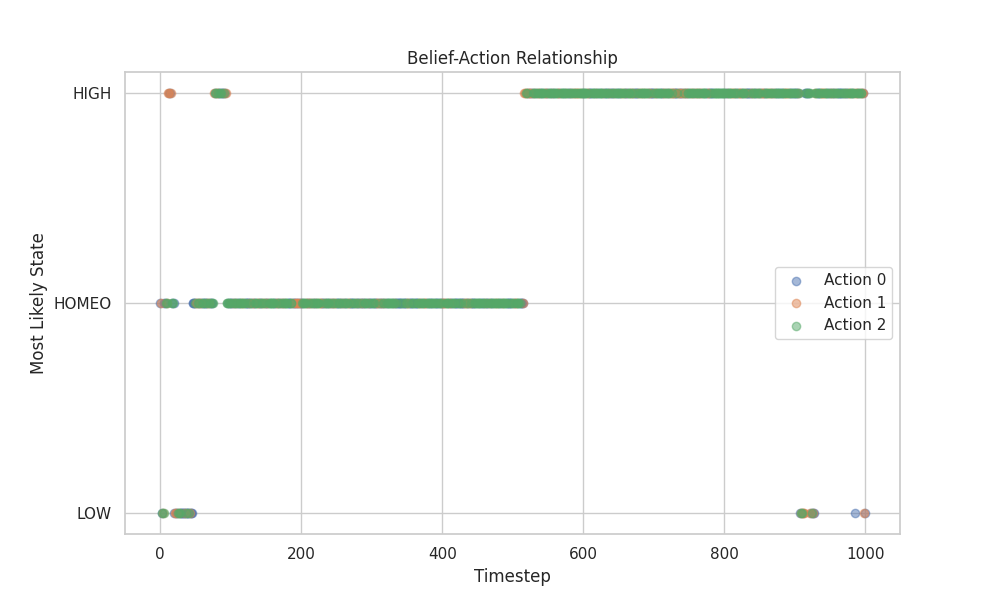 Belief-Action Relationship
Most Likely State
HIGH
HOMEO
LOW
Action 0
Action 1
Action 2
0 200 400 600 800 1000
Timestep